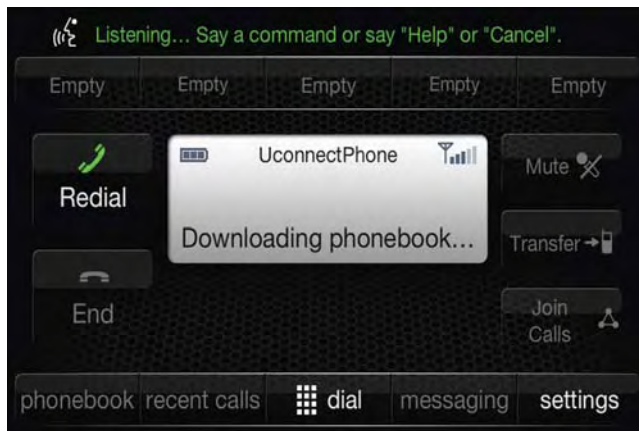 Listening... Say a command or say "Help" or "Cancel".
Empty Empty Empty Empty Empty
UconnectPhone
Redial
Mute
Downloading phonebook...
Transfer
End
Join
Calls
phonebook recent calls dial messaging settings